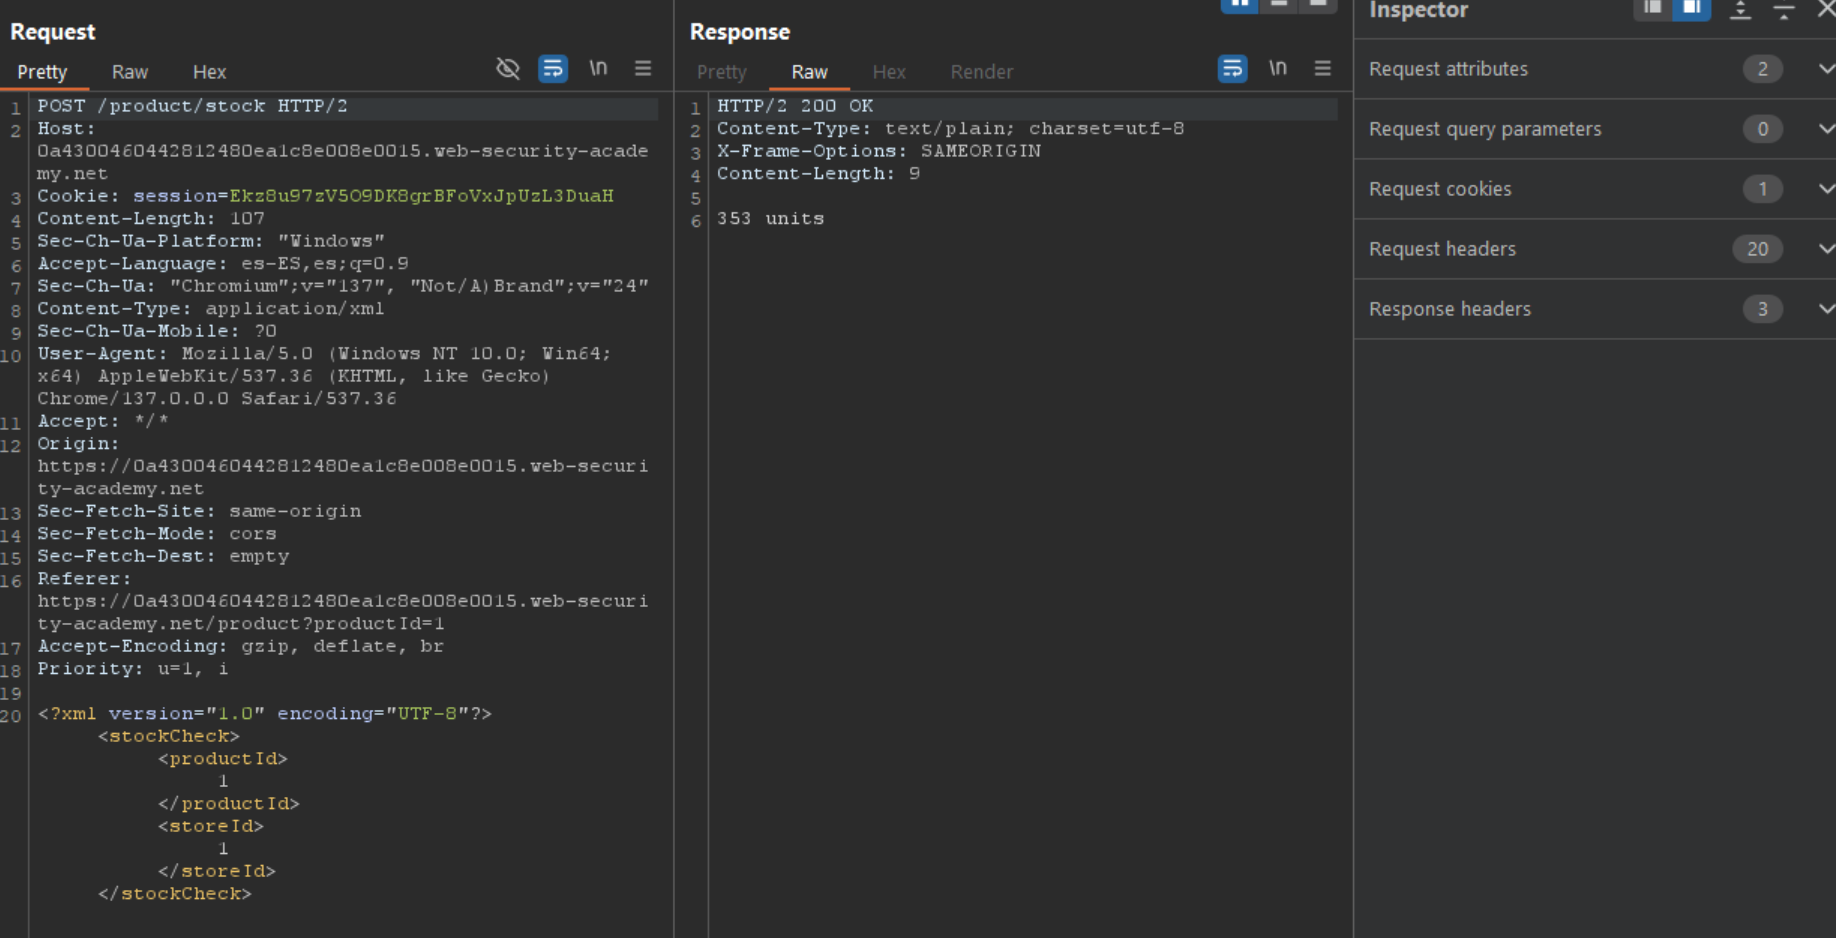 Request
Pretty Raw Hex \n
1 POST /product/stock HTTP/2
2 Host:
0a4300460442812480ea1c8e008e0015.web-security-acade
my.net
3 Cookie: session=Ekz8u97zV5O9DK8grBFoVxJpUzL3DuaH
4 Content-Length: 107
5 Sec-Ch-Ua-Platform: "Windows"
6 Accept-Language: es-ES,es;q=0.9
7 Sec-Ch-Ua: "Chromium";v="137", "Not/A)Brand";v="24"
8 Content-Type: application/xml
9 Sec-Ch-Ua-Mobile: ?0
10 User-Agent: Mozilla/5.0 (Windows NT 10.0; Win64;
x64) AppleWebKit/537.36 (KHTML, like Gecko)
Chrome/137.0.0.0 Safari/537.36
11 Accept: */*
12 Origin:
https://0a4300460442812480ea1c8e008e0015.web-securi
ty-academy.net
13 Sec-Fetch-Site: same-origin
14 Sec-Fetch-Mode: cors
15 Sec-Fetch-Dest: empty
16 Referer:
https://0a4300460442812480ea1c8e008e0015.web-securi
ty-academy.net/product?productId=1
17 Accept-Encoding: gzip, deflate, br
18 Priority: u=1, i
19
20 <?xml version="1.0" encoding="UTF-8"?>
<stockCheck>
<productId>
1
</productId>
<storeId>
1
</storeId>
</stockCheck>
Response
Pretty Raw Hex Render \n
1 HTTP/2 200 OK
2 Content-Type: text/plain; charset=utf-8
3 X-Frame-Options: SAMEORIGIN
4 Content-Length: 9
5
6 353 units
Inspector
Request attributes 2
Request query parameters 0
Request cookies 1
Request headers 20
Response headers 3